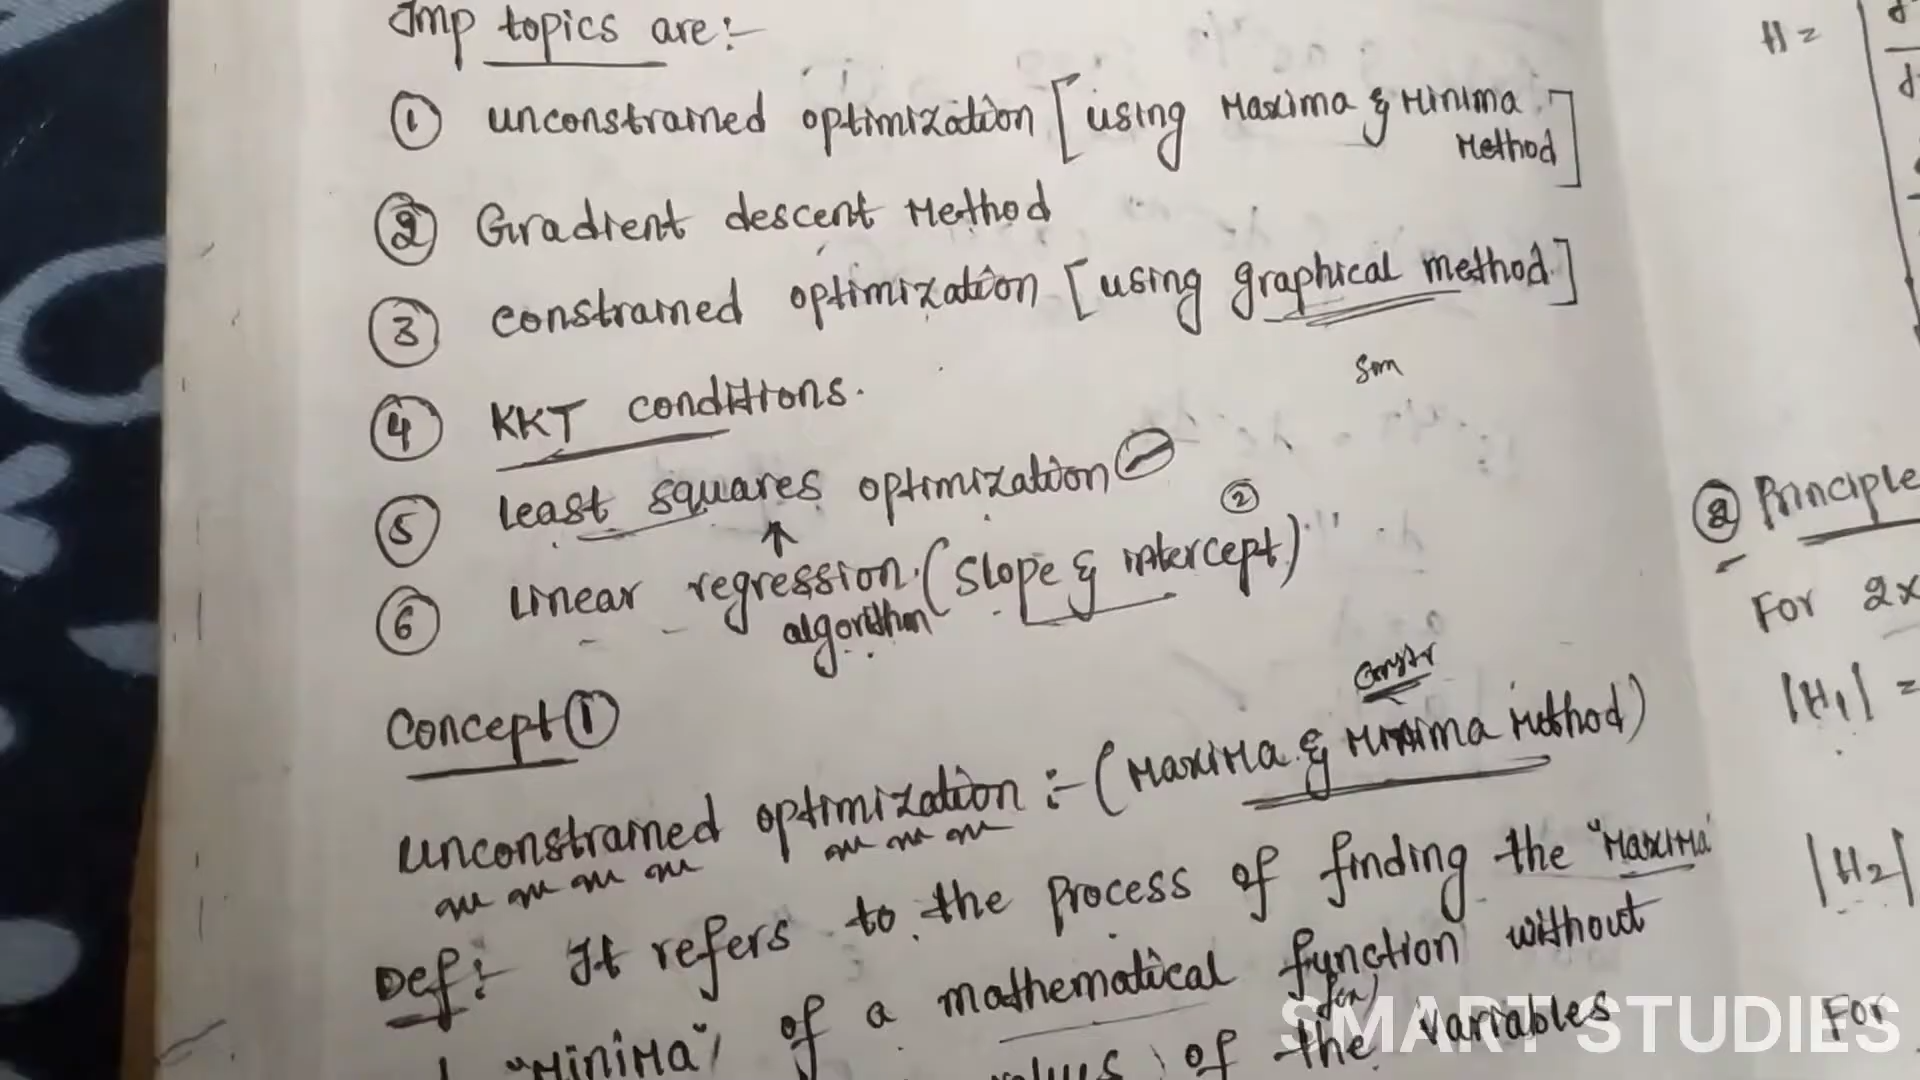 Imp topics are:-
① unconstrained optimization [using Maxima & Minima Method]
② Gradient descent Method
③ constrained optimization [using graphical method.]
④ KKT conditions.
⑤ Least squares optimization
⑥ Linear regression. (Slope & intercept)
②
algorithm
Concept ①
constr
unconstrained optimization :- (Maxima & Minima Method)
Def:- It refers to the process of finding the "Maxima"
"Minima" of a mathematical function without
f(x)
of the variables
H =
② Principle
For 2x
|H₁| =
|H₂|
For
SMART STUDIES